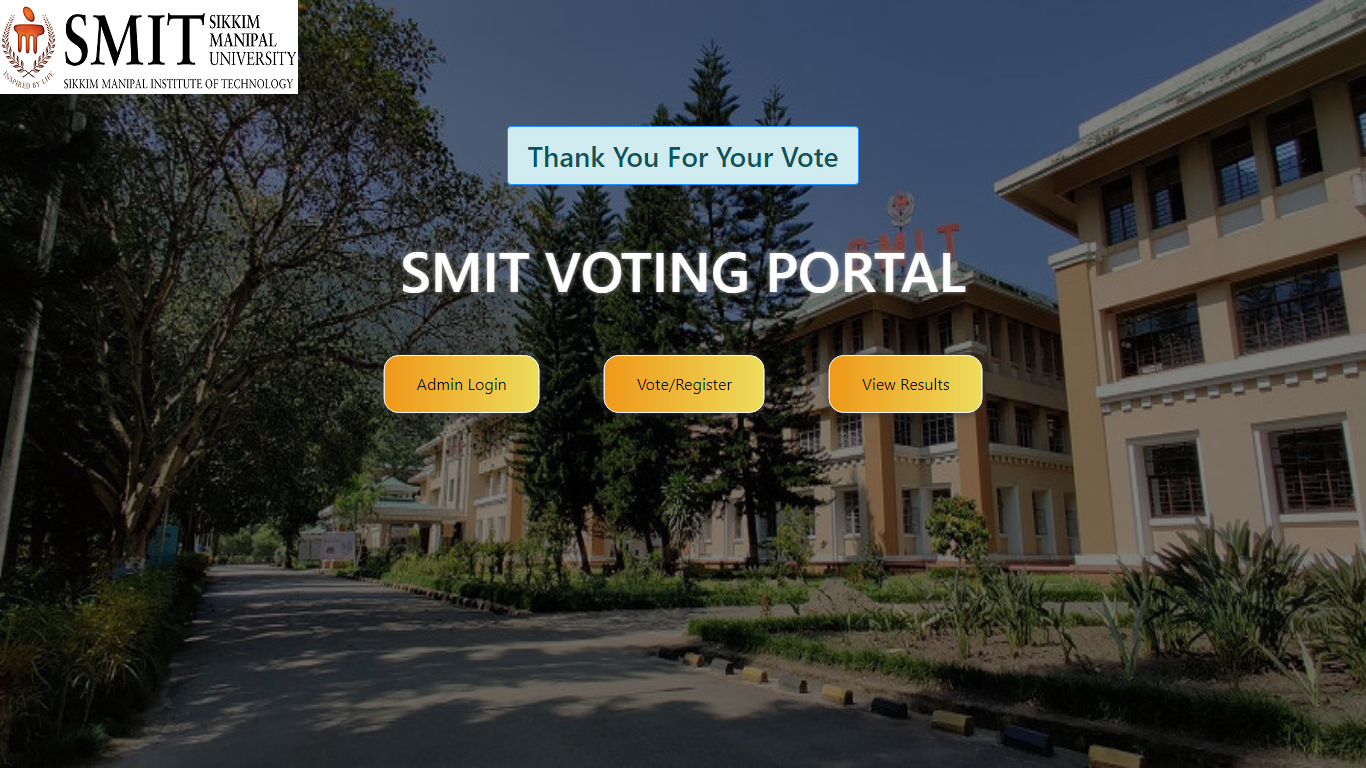 SMIT
SIKKIM
MANIPAL
UNIVERSITY
INSPIRED BY LIFE
SIKKIM MANIPAL INSTITUTE OF TECHNOLOGY
Thank You For Your Vote
SMIT
SMIT VOTING PORTAL
Admin Login
Vote/Register
View Results